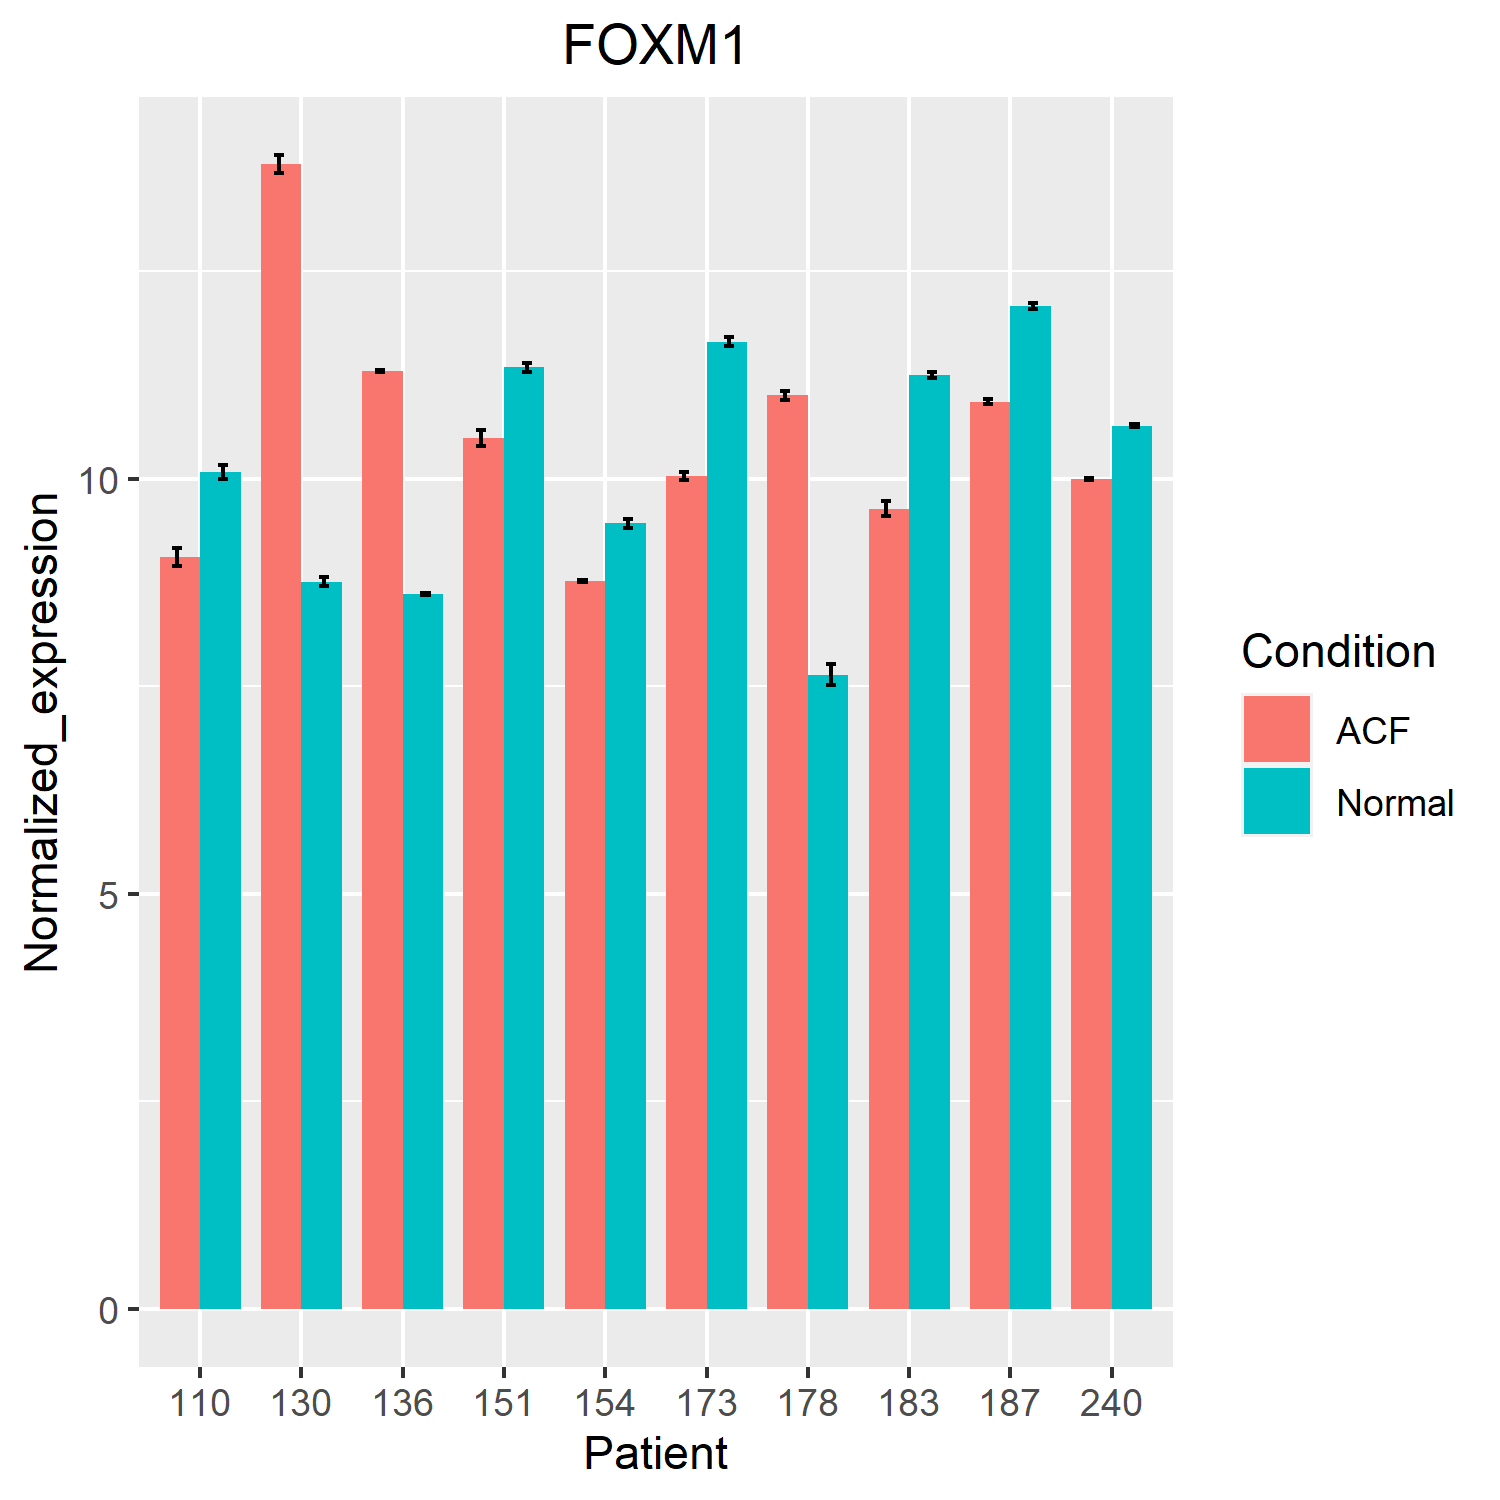 FOXM1
Normalized_expression
10
5
0
110 130 136 151 154 173 178 183 187 240
Patient
Condition
ACF
Normal